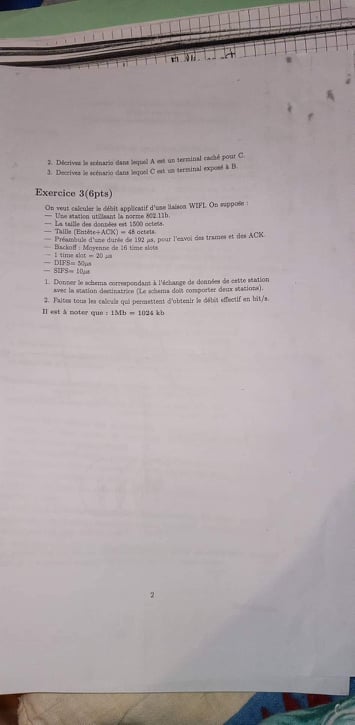 2. Décrivez le scénario dans lequel A est un terminal caché pour C.
3. Decrivez le scénario dans lequel C est un terminal exposé à B.
Exercice 3(6pts)
On veut calculer le débit applicatif d'une liaison WIFI. On suppose :
— Une station utilisant la norme 802.11b.
— La taille des données est 1500 octets.
— Taille (Entête+ACK) = 48 octets.
— Préambule d'une durée de 192 µs, pour l'envoi des trames et des ACK.
— Backoff : Moyenne de 16 time slots
— 1 time slot = 20 µs
— DIFS= 50µs
— SIFS= 10µs
1. Donner le schema correspondant à l'échange de données de cette station
avec la station destinatrice (Le schema doit comporter deux stations).
2. Faites tous les calculs qui permettent d'obtenir le débit effectif en bit/s.
Il est à noter que : 1Mb = 1024 kb
2